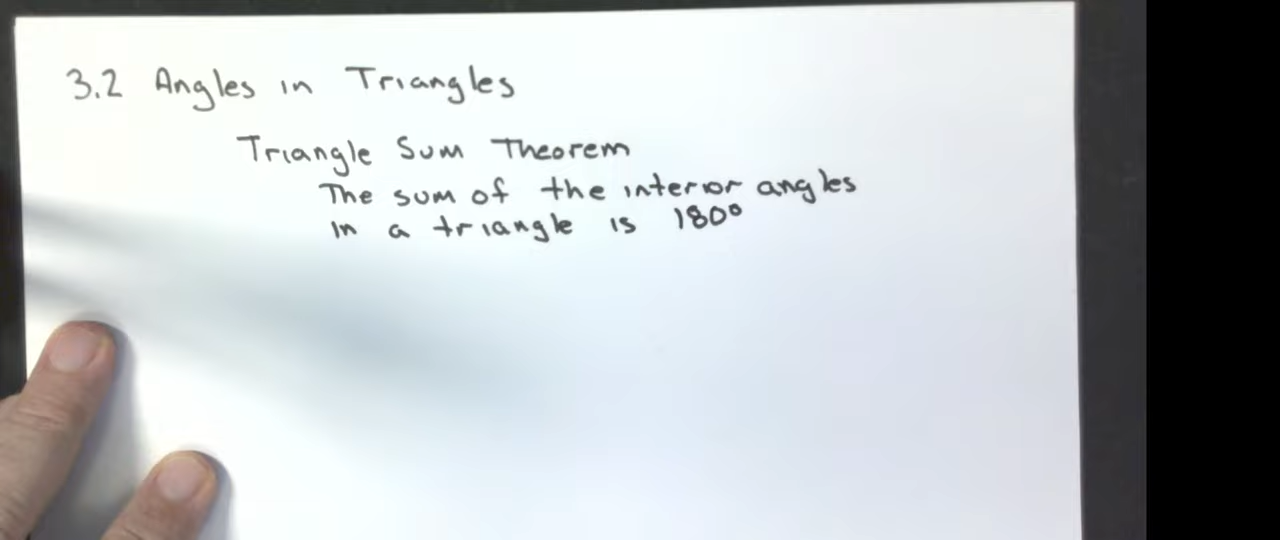 3.2 Angles in Triangles
Triangle Sum Theorem
The sum of the interior angles
in a triangle is 180°